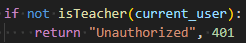 if not isTeacher(current_user):
    return "Unauthorized", 401